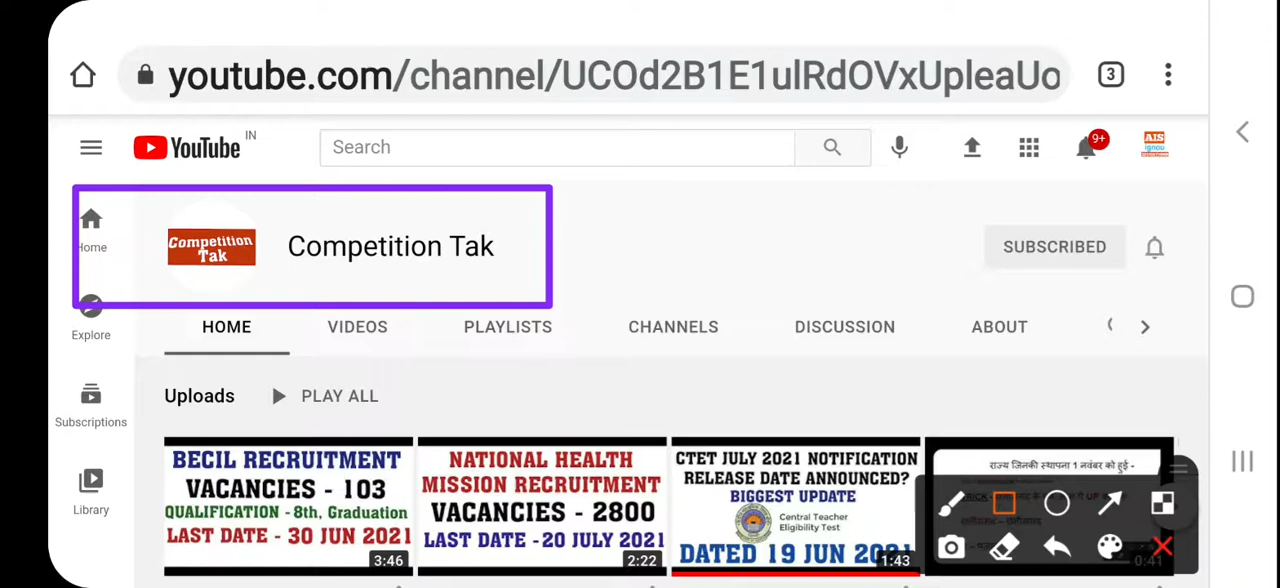 youtube.com/channel/UCOd2B1E1ulRdOVxUpleaUo
3
YouTube IN
Search
9+
AIS
ignou
Home
Competition
Tak
Competition Tak
SUBSCRIBED
Explore
HOME VIDEOS PLAYLISTS CHANNELS DISCUSSION ABOUT
Subscriptions
Uploads PLAY ALL
Library
BECIL RECRUITMENT
VACANCIES - 103
QUALIFICATION - 8th, Graduation
LAST DATE - 30 JUN 2021
3:46
NATIONAL HEALTH
MISSION RECRUITMENT
VACANCIES - 2800
LAST DATE -20 JULY 2021
2:22
CTET JULY 2021 NOTIFICATION
RELEASE DATE ANNOUNCED?
BIGGEST UPDATE
Central Teacher
Eligibility Test
DATED 19 JUN 2021
1:43
राज्य जिनकी स्थापना 1 नवंबर को हुई -
0:41